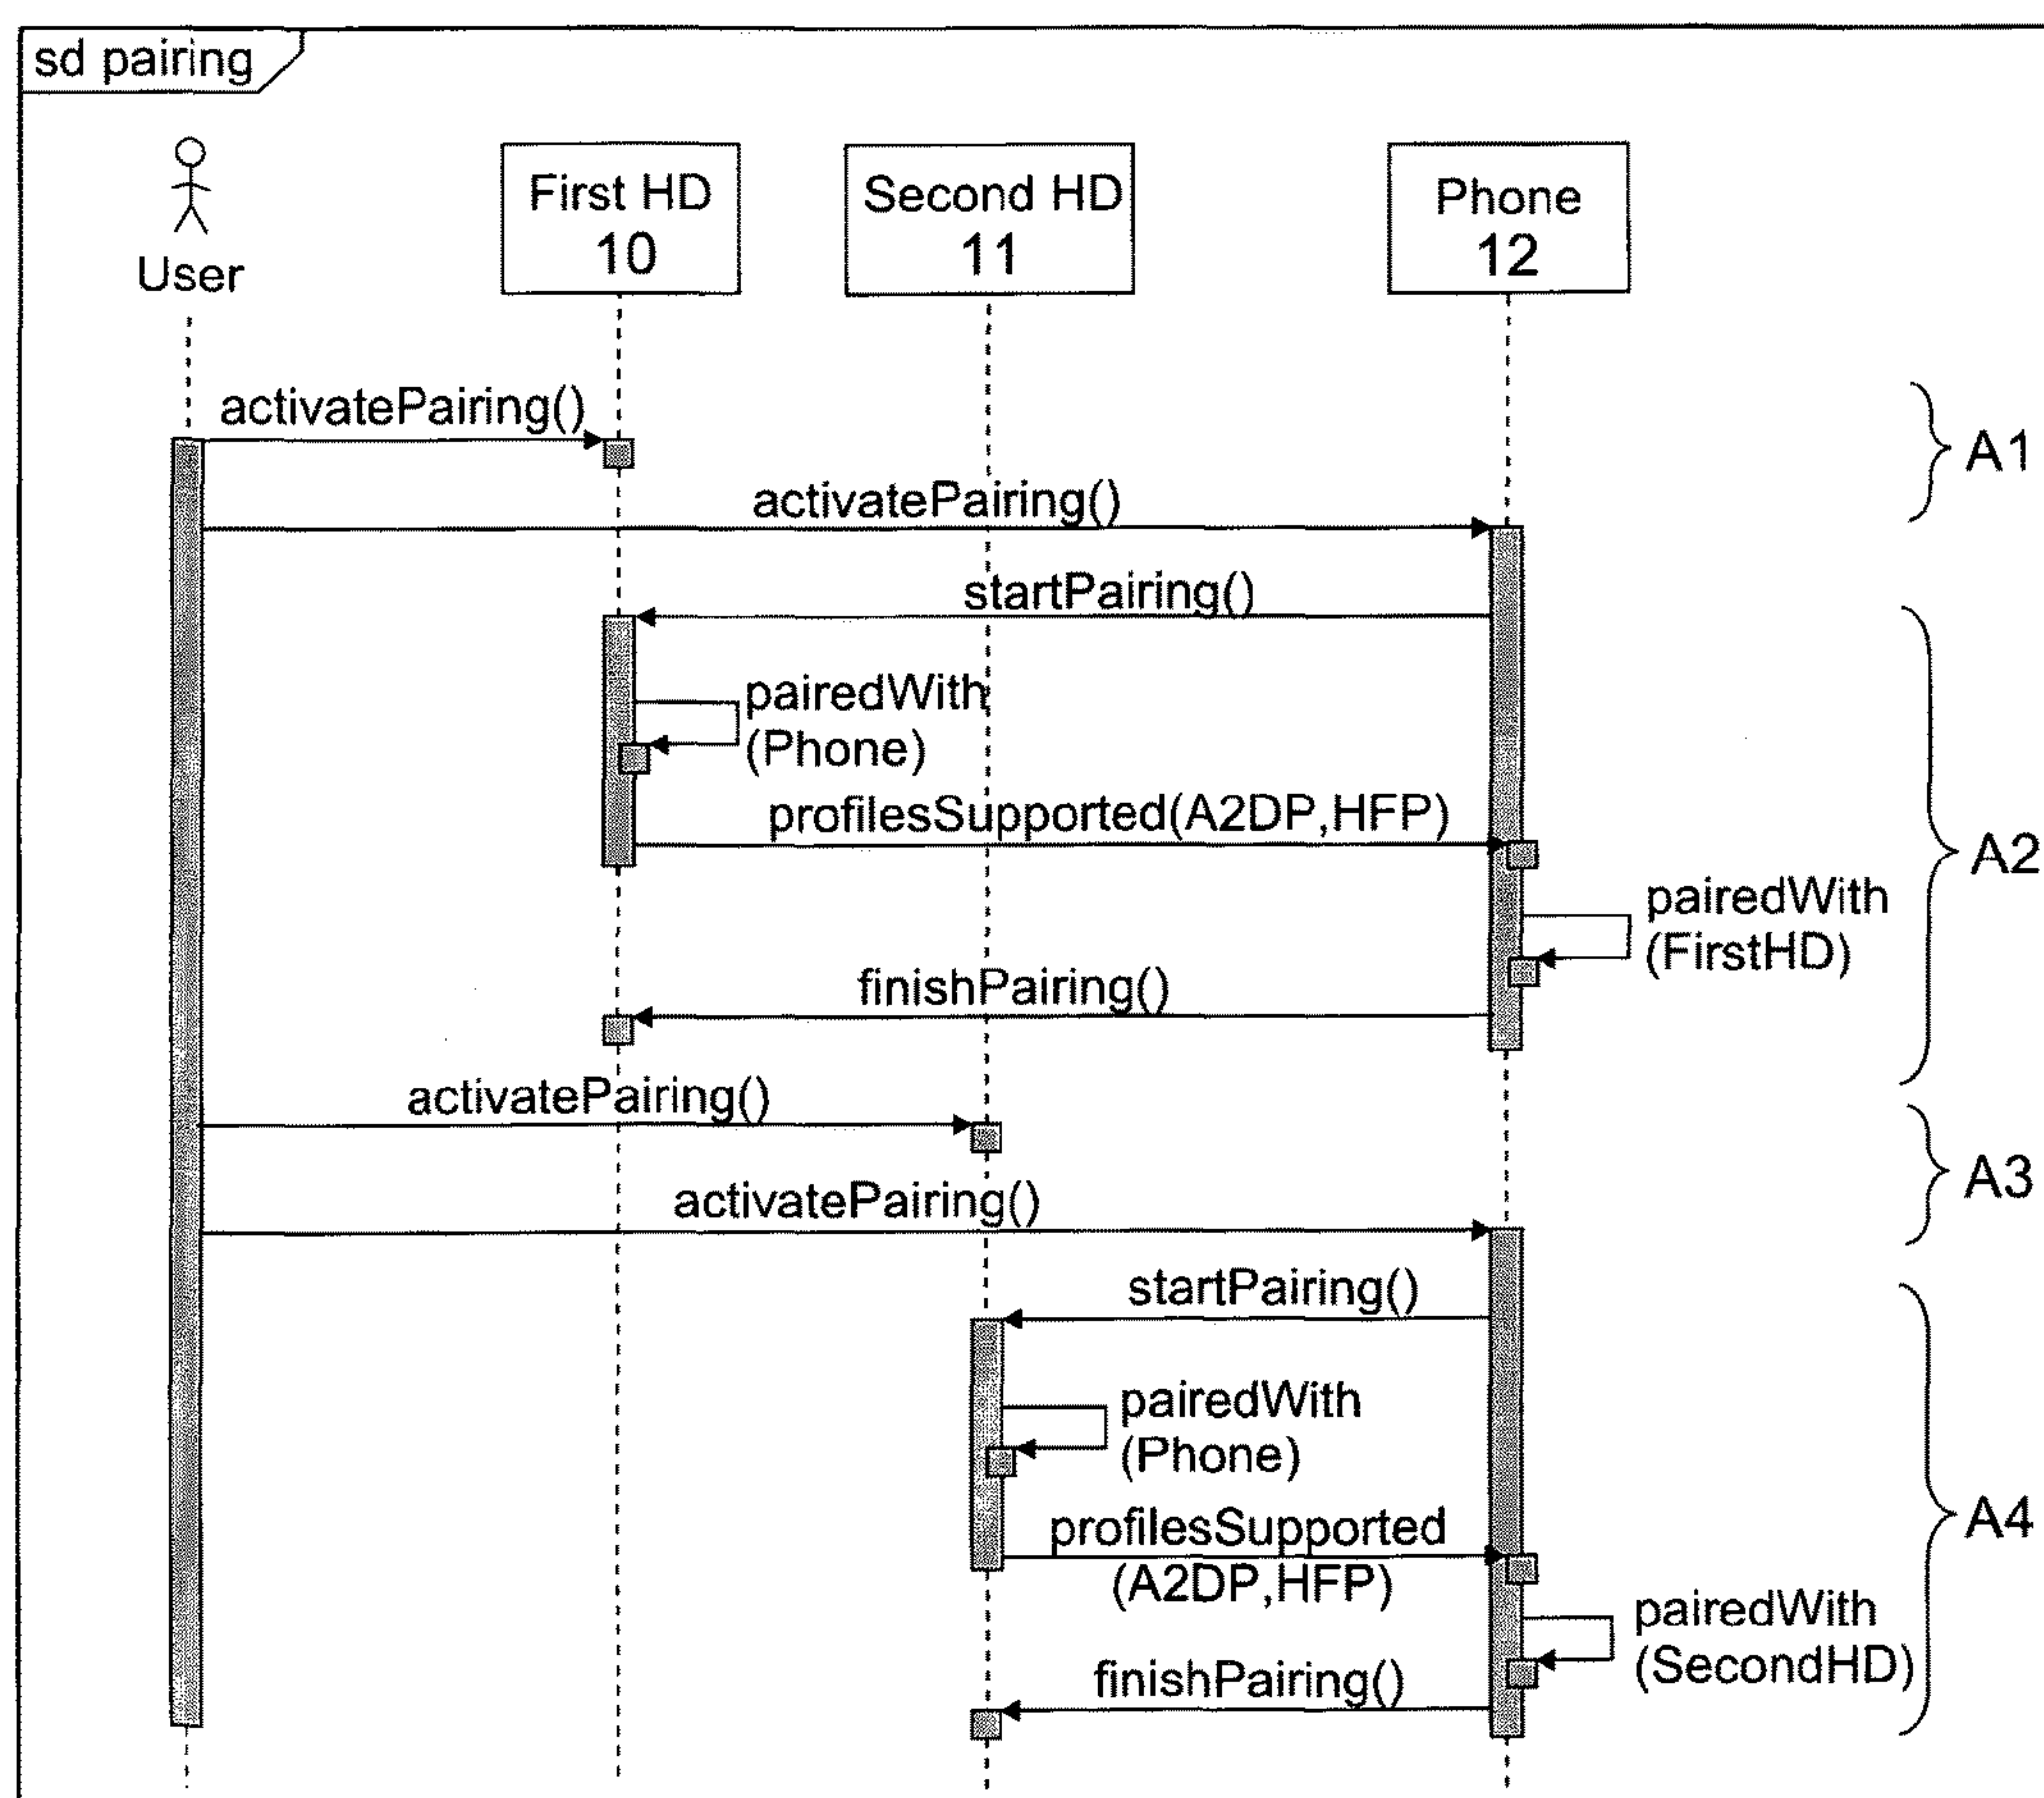 sd pairing
User
First HD
10
Second HD
11
Phone
12
activatePairing()
A1
activatePairing()
startPairing()
pairedWith
(Phone)
profilesSupported(A2DP,HFP)
A2
pairedWith
(FirstHD)
finishPairing()
activatePairing()
A3
activatePairing()
startPairing()
pairedWith
(Phone)
profilesSupported
(A2DP,HFP)
A4
pairedWith
(SecondHD)
finishPairing()